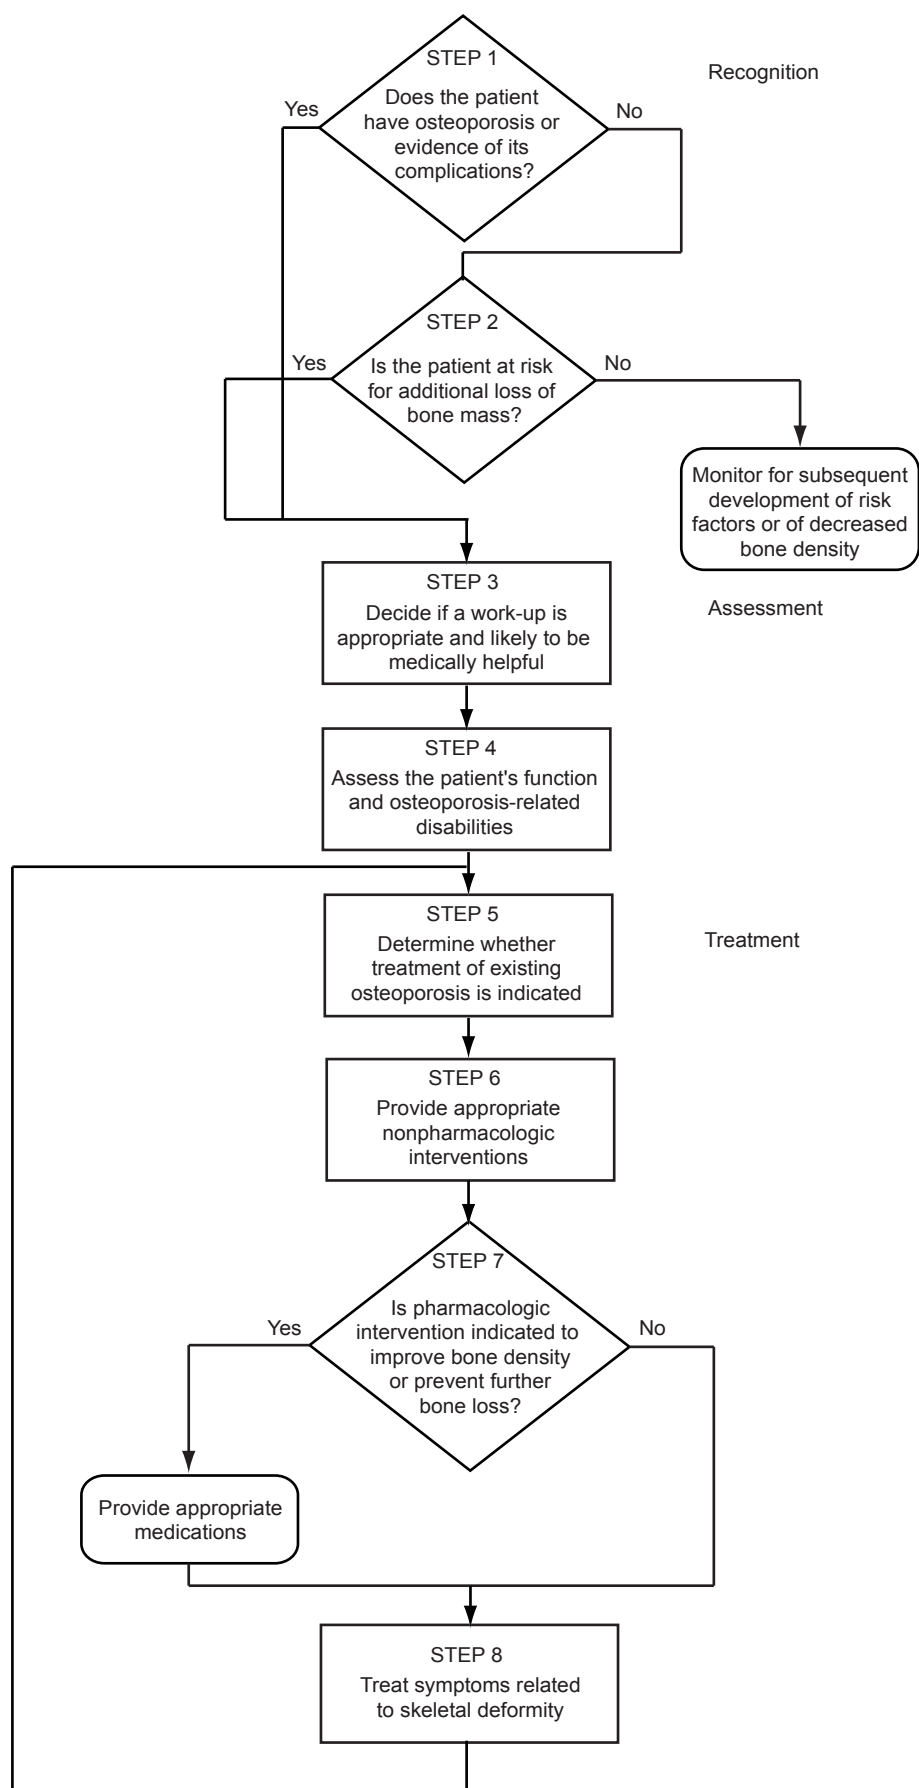 STEP 1
Recognition
Yes
Does the patient
have osteoporosis or
evidence of its
complications?
No
STEP 2
Yes
Is the patient at risk
for additional loss of
bone mass?
No
Monitor for subsequent
development of risk
factors or of decreased
bone density
STEP 3
Decide if a work-up is
appropriate and likely to be
medically helpful
Assessment
STEP 4
Assess the patient's function
and osteoporosis-related
disabilities
STEP 5
Determine whether
treatment of existing
osteoporosis is indicated
Treatment
STEP 6
Provide appropriate
nonpharmacologic
interventions
STEP 7
Yes
Is pharmacologic
intervention indicated to
improve bone density
or prevent further
bone loss?
No
Provide appropriate
medications
STEP 8
Treat symptoms related
to skeletal deformity